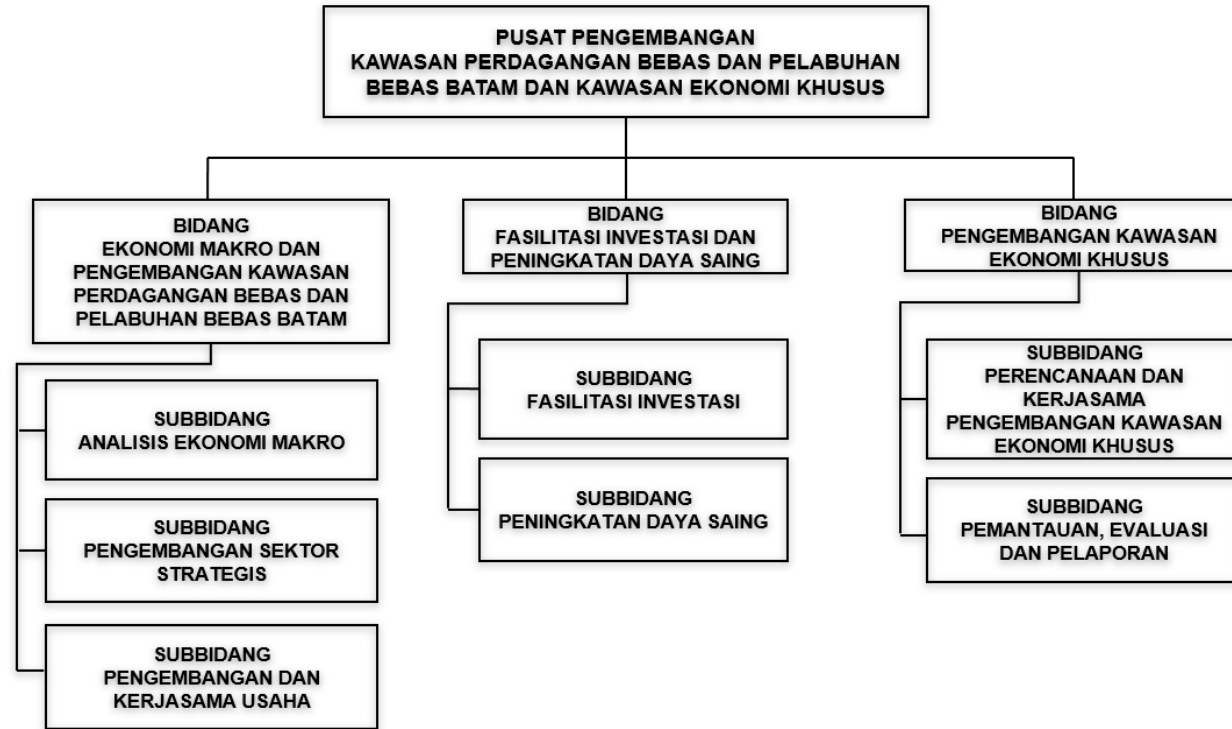 PUSAT PENGEMBANGAN
KAWASAN PERDAGANGAN BEBAS DAN PELABUHAN
BEBAS BATAM DAN KAWASAN EKONOMI KHUSUS
BIDANG
EKONOMI MAKRO DAN
PENGEMBANGAN KAWASAN
PERDAGANGAN BEBAS DAN
PELABUHAN BEBAS BATAM
SUBBIDANG
ANALISIS EKONOMI MAKRO
SUBBIDANG
PENGEMBANGAN SEKTOR
STRATEGIS
SUBBIDANG
PENGEMBANGAN DAN
KERJASAMA USAHA
BIDANG
FASILITASI INVESTASI DAN
PENINGKATAN DAYA SAING
SUBBIDANG
FASILITASI INVESTASI
SUBBIDANG
PENINGKATAN DAYA SAING
BIDANG
PENGEMBANGAN KAWASAN
EKONOMI KHUSUS
SUBBIDANG
PERENCANAAN DAN
KERJASAMA
PENGEMBANGAN KAWASAN
EKONOMI KHUSUS
SUBBIDANG
PEMANTAUAN, EVALUASI
DAN PELAPORAN